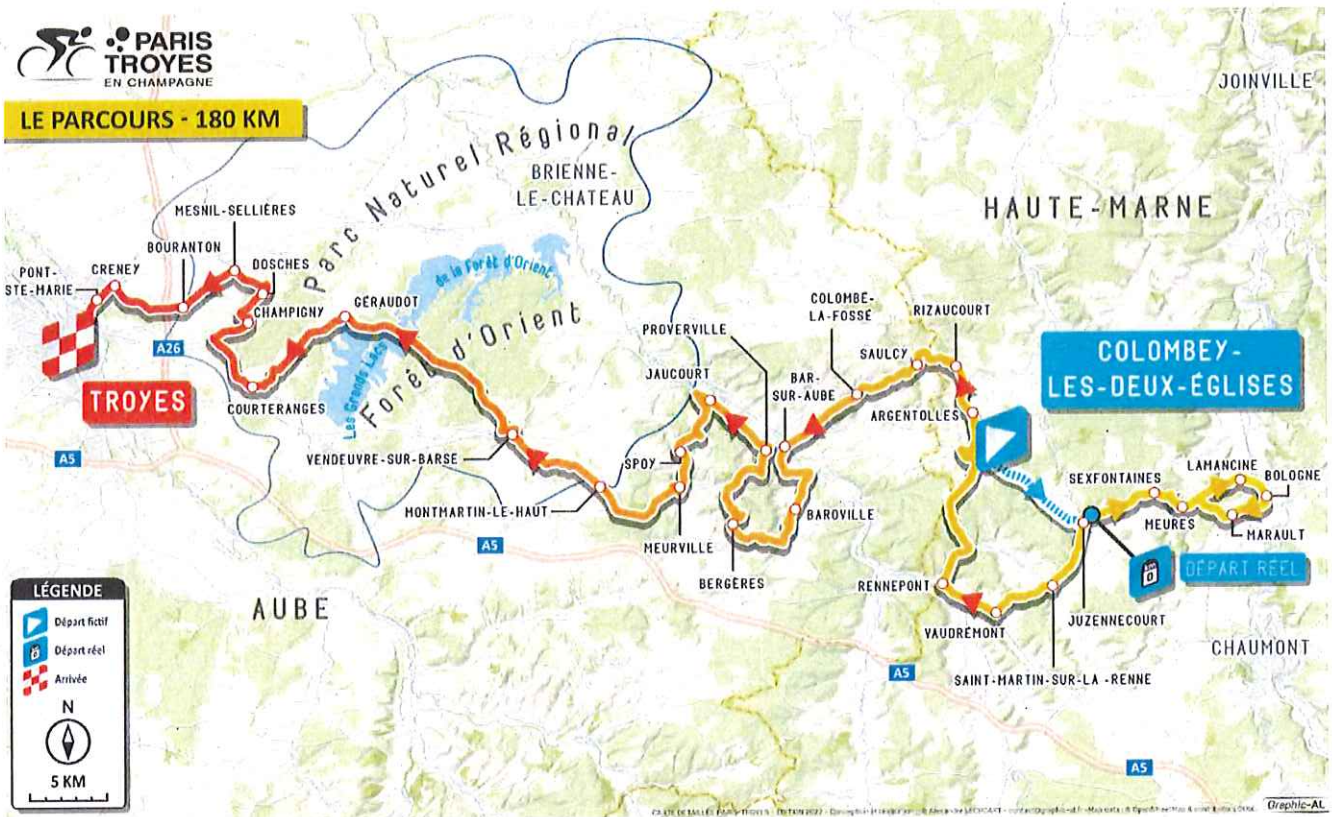 PARIS
TROYES
EN CHAMPAGNE
LE PARCOURS - 180 KM
JOINVILLE
Parc Naturel Régional
de la Forêt d'Orient
BRIENNE-
LE-CHATEAU
HAUTE-MARNE
MESNIL-SELLIÈRES
BOURANTON
DOSCHES
PONT-
STE-MARIE
CRENEY
CHAMPIGNY
GÉRAUDOT
Les Grands Lacs
Forêt d'Orient
A26
TROYES
COURTERANGES
PROVERVILLE
COLOMBÉ-
LA-FOSSÉ
RIZAUCOURT
SAULCY
JAUCOURT
BAR-
SUR-AUBE
ARGENTOLLES
COLOMBEY-
LES-DEUX-ÉGLISES
A5
VENDEUVRE-SUR-BARSE
SPOY
MONTMARTIN-LE-HAUT
BAROVILLE
SEXFONTAINES
LAMANCINE
BOLOGNE
MEURES
MARAULT
A5
MEURVILLE
BERGÈRES
RENNEPONT
0
DÉPART RÉEL
VAUDRÉMONT
JUZENNECOURT
SAINT-MARTIN-SUR-LA -RENNE
CHAUMONT
AUBE
A5
A5
LÉGENDE
Départ fictif
0
Départ réel
Arrivée
N
5 KM
Graphic-AL